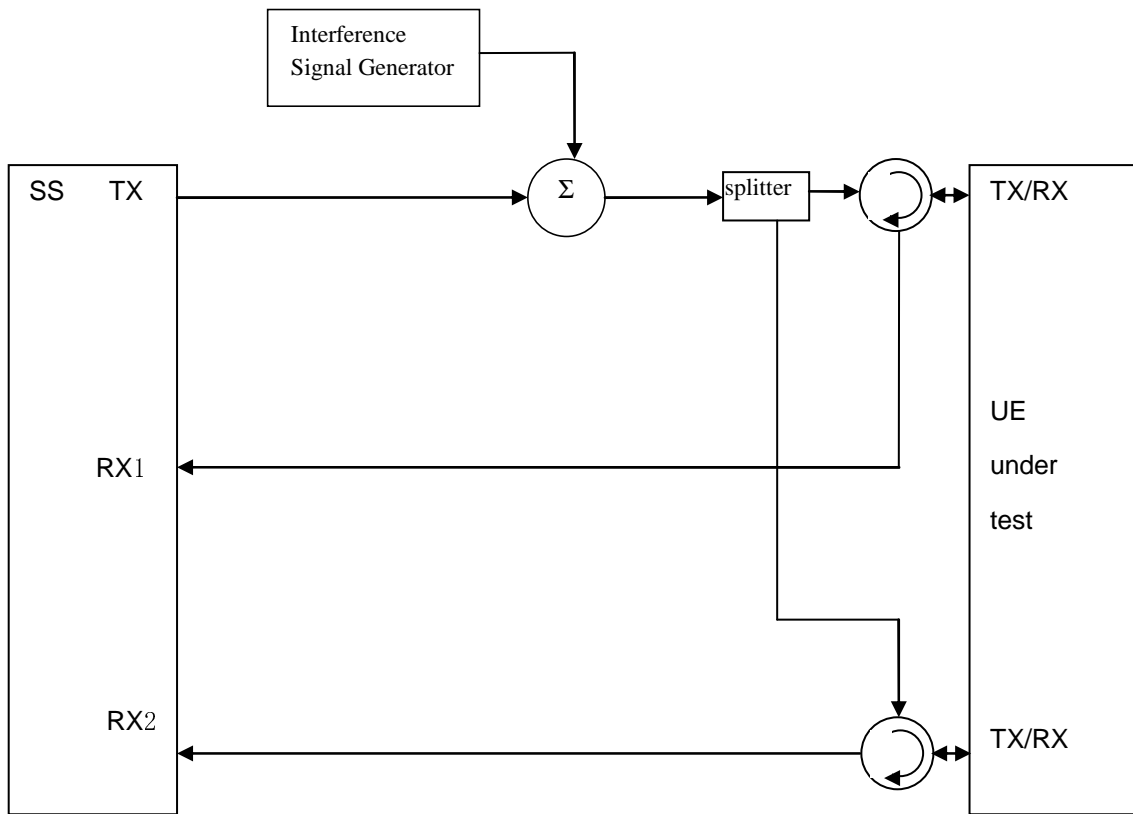 Interference
Signal Generator
SS TX
Σ
splitter
TX/RX
RX1
UE
under
test
RX2
TX/RX